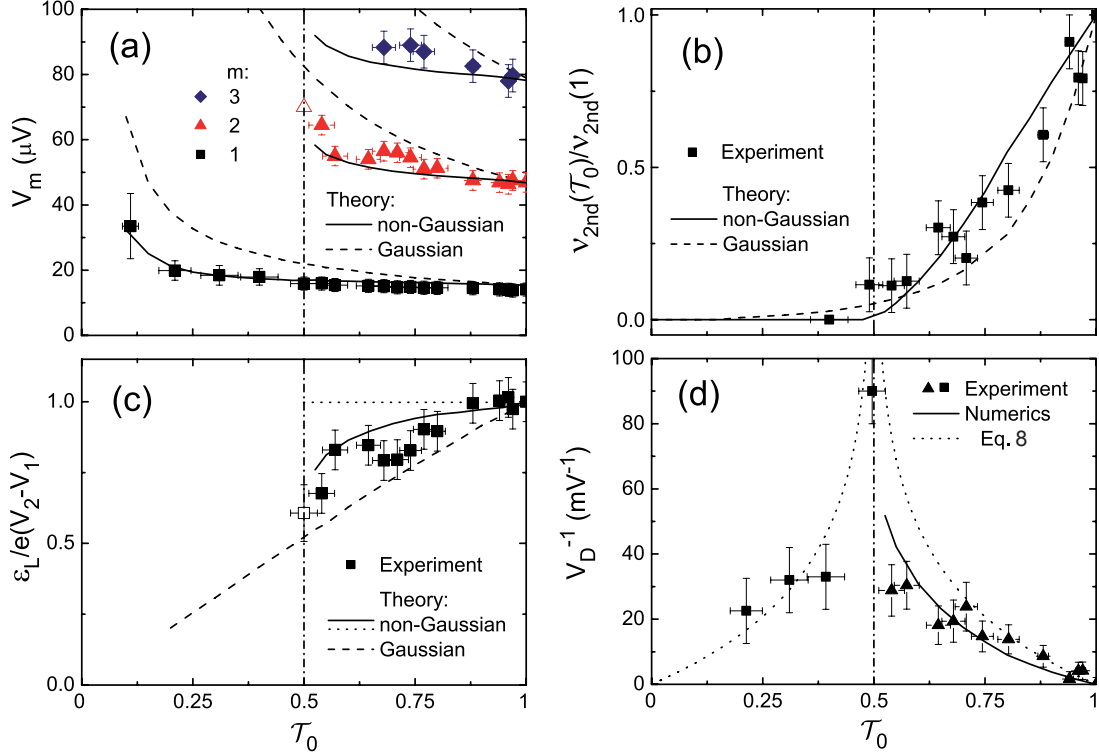 (a)
100
80
60
40
20
0
V_m (μV)
m:
3
2
1
Theory:
non-Gaussian
Gaussian
(b)
1.0
0.5
0.0
ν_2nd(𝒯_0)/ν_2nd(1)
Experiment
Theory:
non-Gaussian
Gaussian
(c)
1.0
0.5
0.0
ε_L/e(V_2-V_1)
Experiment
Theory:
non-Gaussian
Gaussian
0 0.25 0.5 0.75 1
𝒯_0
(d)
100
80
60
40
20
0
V_D^-1 (mV^-1)
Experiment
Numerics
Eq. 8
0 0.25 0.5 0.75 1
𝒯_0